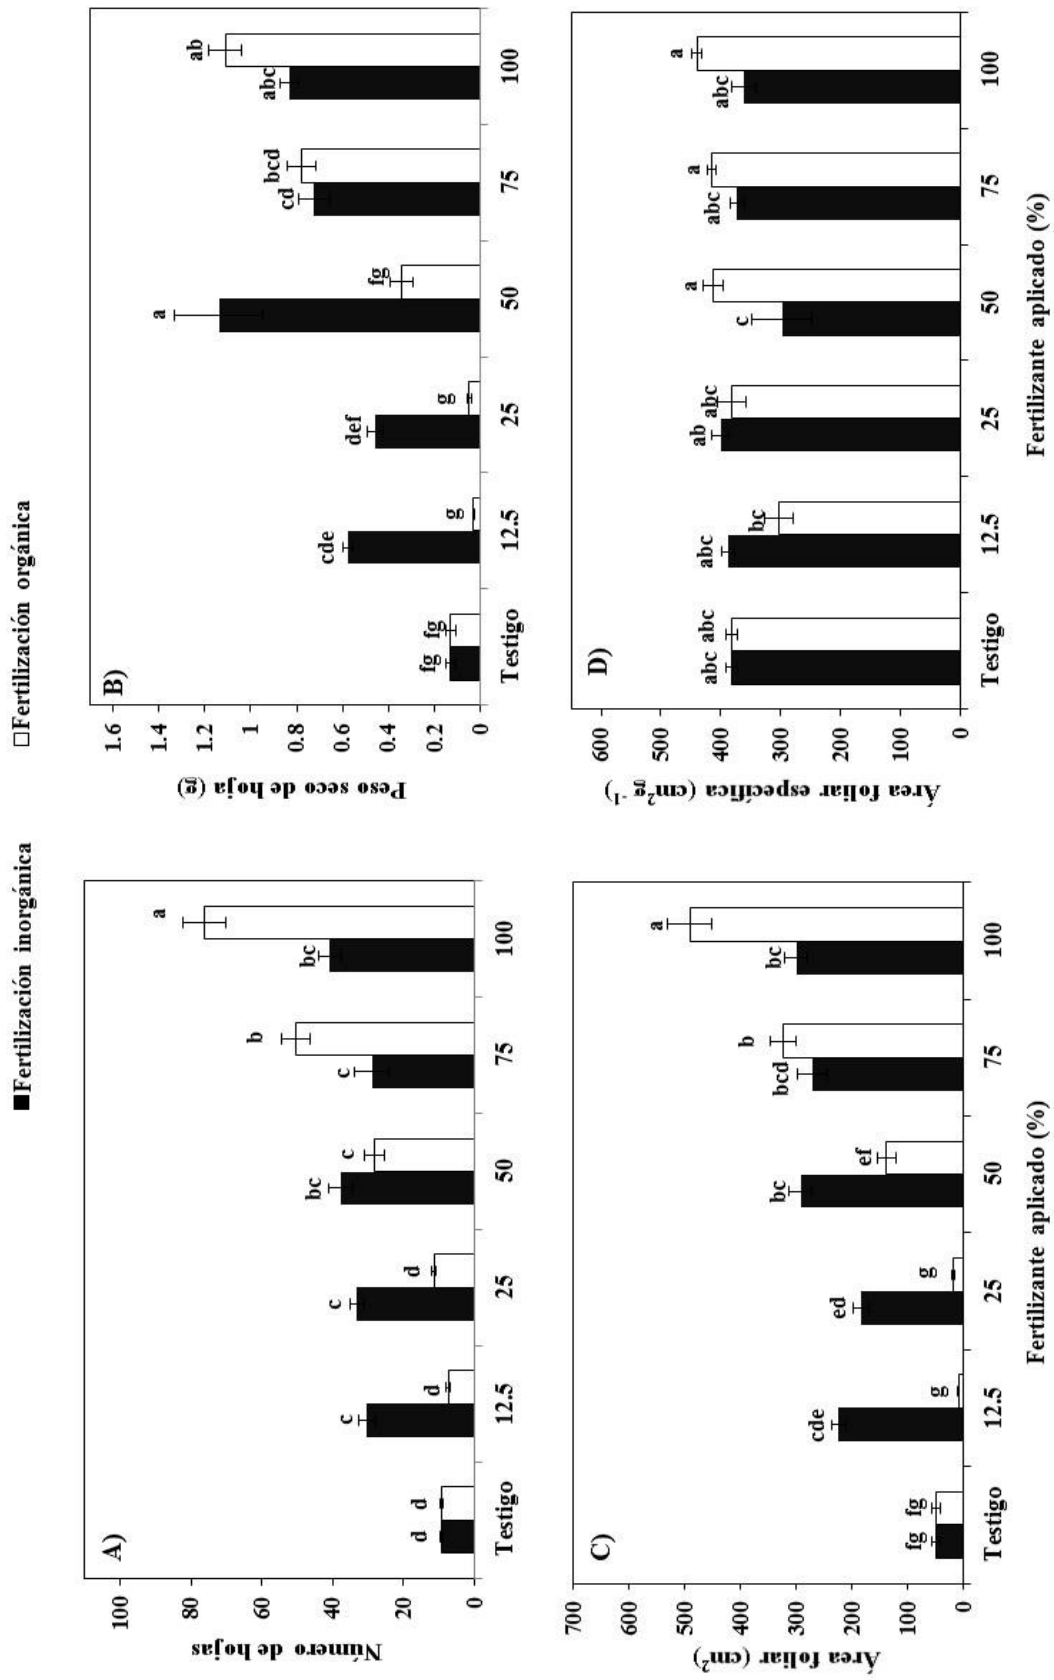 ■Fertilización inorgánica □Fertilización orgánica
A)
Número de hojas
100
80
60
40
20
0
d d c d c d bc c c b bc a
Testigo 12.5 25 50 75 100
B)
Peso seco de hoja (g)
1.6
1.4
1.2
1
0.8
0.6
0.4
0.2
0
fg fg cde g def g a fg cd bcd abc ab
Testigo 12.5 25 50 75 100
C)
Área foliar (cm²)
700
600
500
400
300
200
100
0
fg fg cde g ed g bc ef bcd b bc a
Testigo 12.5 25 50 75 100
Fertilizante aplicado (%)
D)
Área foliar específica (cm²g⁻¹)
600
500
400
300
200
100
0
abc abc abc bc ab abc c a abc a abc a
Testigo 12.5 25 50 75 100
Fertilizante aplicado (%)